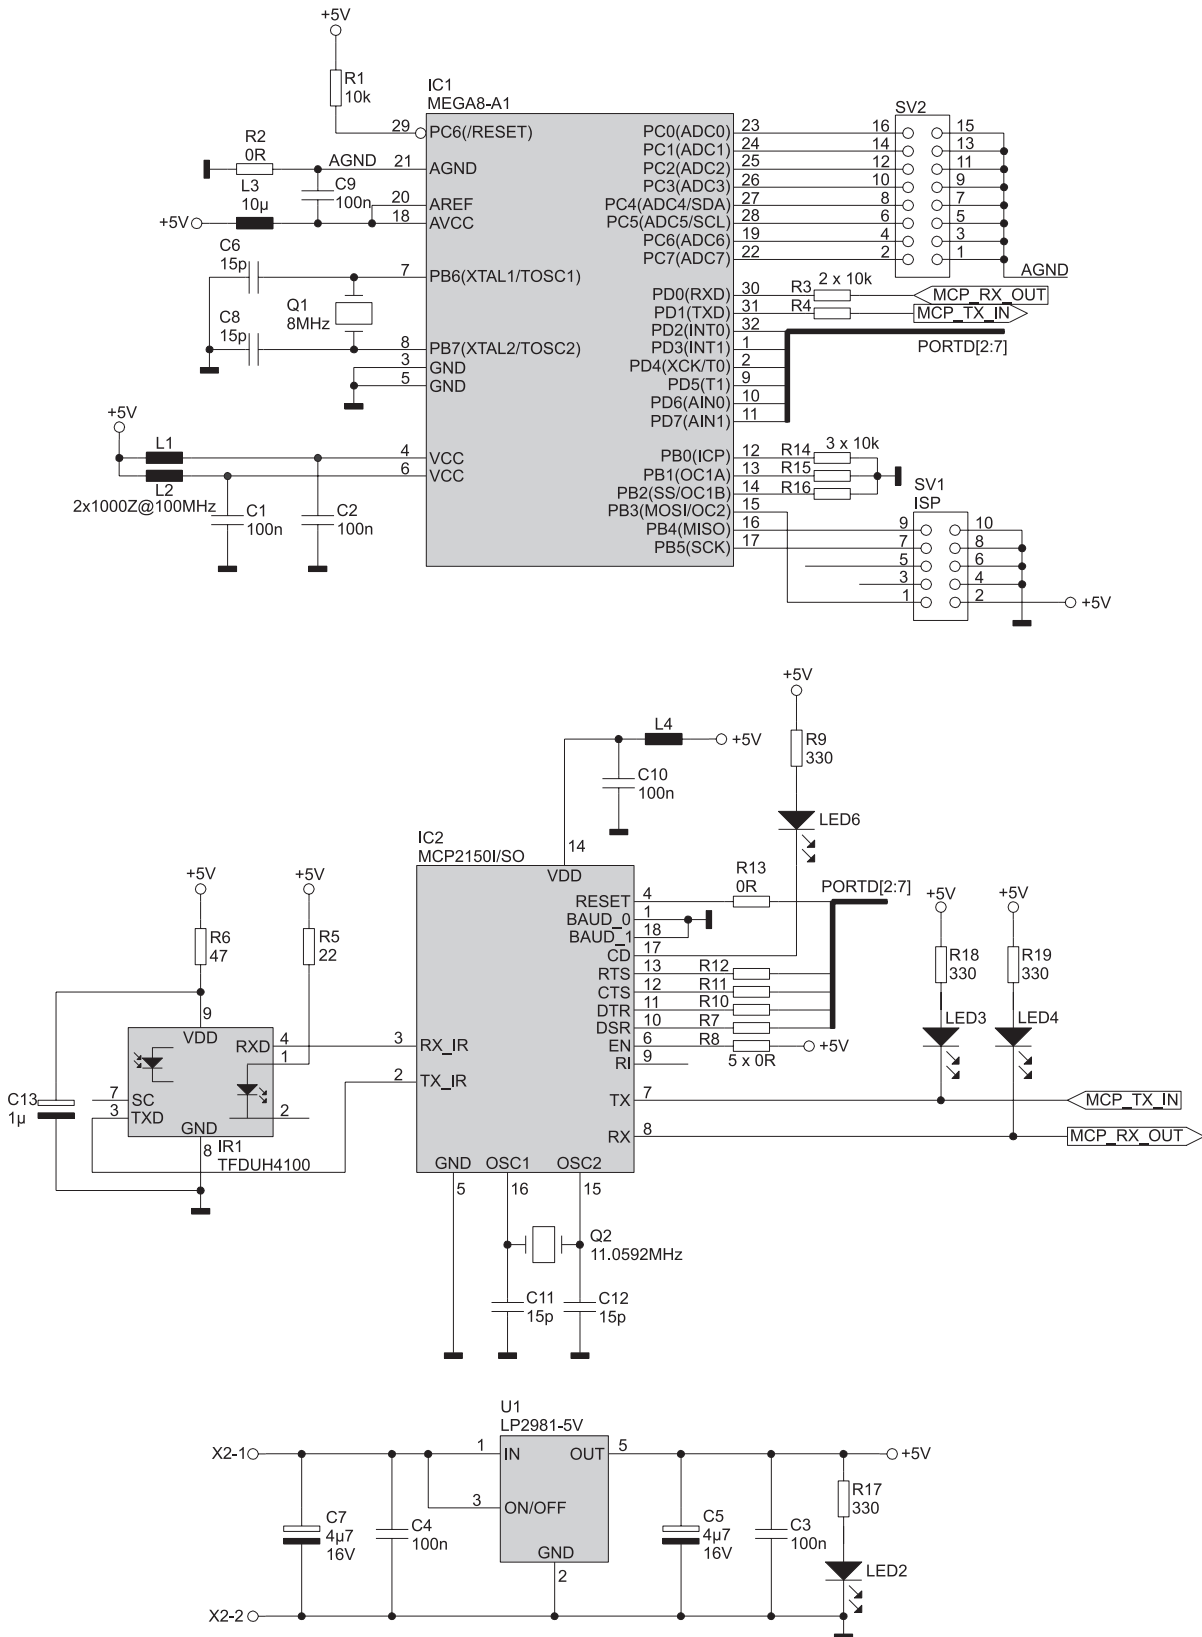 +5V
R1
10k
IC1
MEGA8-A1
29
PC6(/RESET)
R2
0R
AGND
21
AGND
L3
10µ
C9
100n
20
AREF
+5V
18
AVCC
C6
15p
7
PB6(XTAL1/TOSC1)
Q1
8MHz
C8
15p
8
PB7(XTAL2/TOSC2)
3
GND
5
GND
+5V
L1
4
VCC
L2
6
VCC
2x1000Z@100MHz
C1
100n
C2
100n
PC0(ADC0) 23
PC1(ADC1) 24
PC2(ADC2) 25
PC3(ADC3) 26
PC4(ADC4/SDA) 27
PC5(ADC5/SCL) 28
PC6(ADC6) 19
PC7(ADC7) 22
SV2
16 15
14 13
12 11
10 9
8 7
6 5
4 3
2 1
AGND
PD0(RXD) 30 R3 2 x 10k MCP_RX_OUT
PD1(TXD) 31 R4 MCP_TX_IN
PD2(INT0) 32
PD3(INT1) 1
PD4(XCK/T0) 2
PD5(T1) 9
PD6(AIN0) 10
PD7(AIN1) 11
PORTD[2:7]
PB0(ICP) 12 R14 3 x 10k
PB1(OC1A) 13 R15
PB2(SS/OC1B) 14 R16
PB3(MOSI/OC2) 15
PB4(MISO) 16
PB5(SCK) 17
SV1
ISP
9 10
7 8
5 6
3 4
1 2
+5V
+5V
L4
+5V
R9
330
C10
100n
LED6
IC2
MCP2150I/SO
14
VDD
R13
0R
PORTD[2:7]
RESET 4
BAUD_0 1
BAUD_1 18
CD 17
RTS 13 R12
CTS 12 R11
DTR 11 R10
DSR 10 R7
EN 6 R8 +5V
5 x 0R
RI 9
TX 7
RX 8
+5V
R18
330
LED3
+5V
R19
330
LED4
MCP_TX_IN
MCP_RX_OUT
+5V
R6
47
+5V
R5
22
9
VDD
RXD
4
1
3
RX_IR
2
TX_IR
C13
1µ
7
SC
3
TXD
2
GND
8
IR1
TFDUH4100
GND
5
OSC1
16
OSC2
15
Q2
11.0592MHz
C11
15p
C12
15p
U1
LP2981-5V
X2-1
1
IN
OUT
5
+5V
3
ON/OFF
C7
4µ7
16V
C4
100n
GND
2
C5
4µ7
16V
C3
100n
R17
330
LED2
X2-2